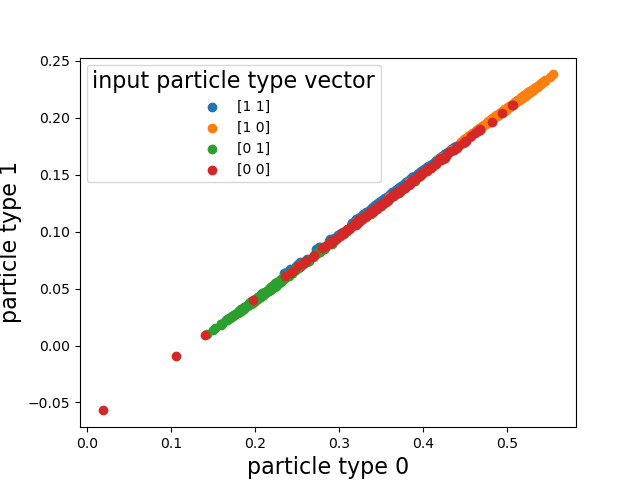 0.25
0.20
0.15
0.10
0.05
0.00
−0.05
particle type 1
input particle type vector
[1 1]
[1 0]
[0 1]
[0 0]
0.0 0.1 0.2 0.3 0.4 0.5
particle type 0